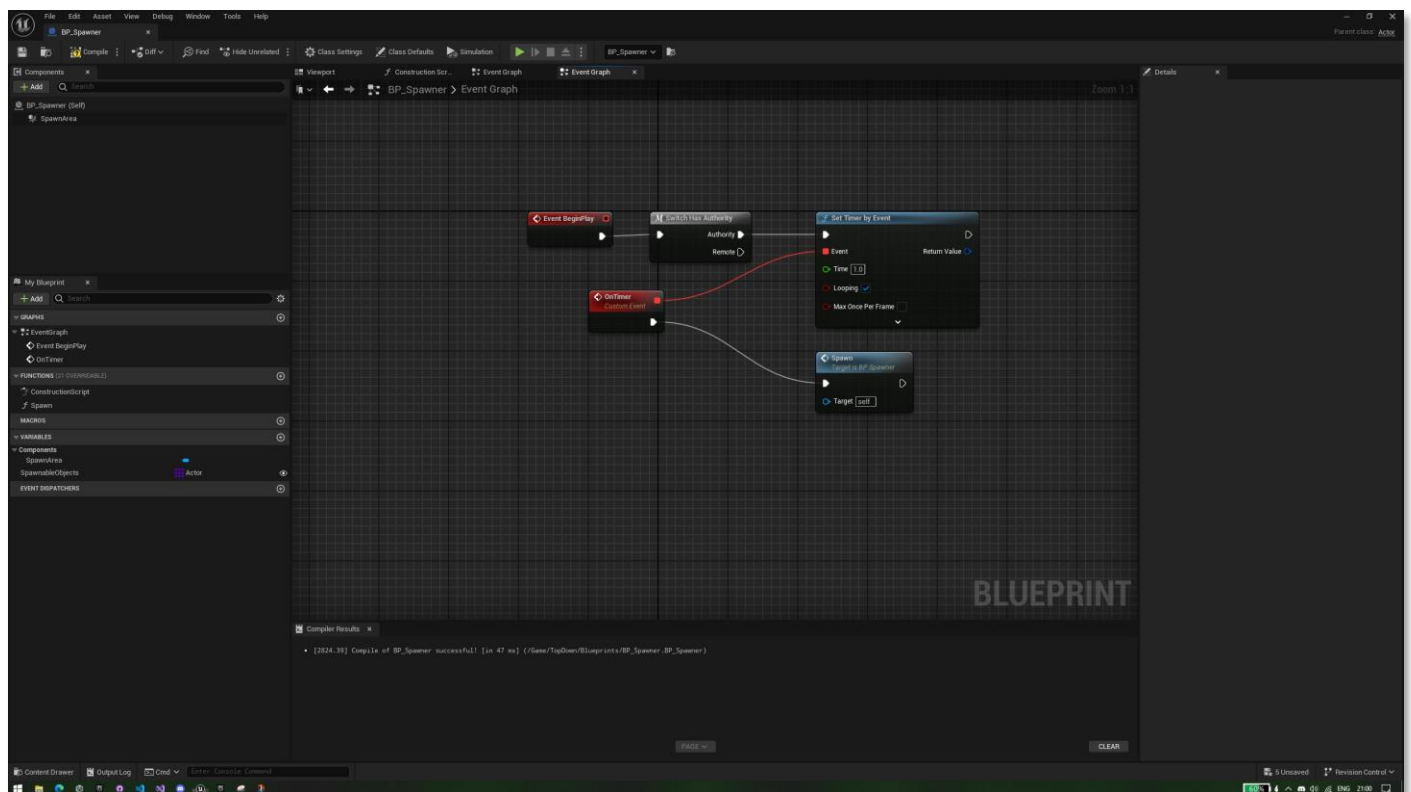 File Edit Asset View Debug Window Tools Help
BP_Spawner
Parent class: Actor
Compile Diff Find Hide Unrelated Class Settings Class Defaults Simulation BP_Spawner
Components
Viewport Construction Scr... Event Graph Event Graph
Details
Add Search
BP_Spawner > Event Graph
Zoom 1:1
BP_Spawner (Self)
SpawnArea
Event BeginPlay
Switch Has Authority
Authority
Remote
Set Timer by Event
Event Return Value
Time 1.0
Looping
Max Once Per Frame
OnTimer
Custom Event
Spawn
Target is BP Spawner
Target self
My Blueprint
Add Search
GRAPHS
EventGraph
Event BeginPlay
OnTimer
FUNCTIONS (21 OVERRIDABLE)
ConstructionScript
Spawn
MACROS
VARIABLES
Components
SpawnArea
SpawnableObjects Actor
EVENT DISPATCHERS
BLUEPRINT
Compiler Results
[2824.39] Compile of BP_Spawner successful! [in 47 ms] (/Game/TopDown/Blueprints/BP_Spawner.BP_Spawner)
PAGE
CLEAR
Content Drawer Output Log Cmd Enter Console Command
5 Unsaved Revision Control
60% ENG 21:00